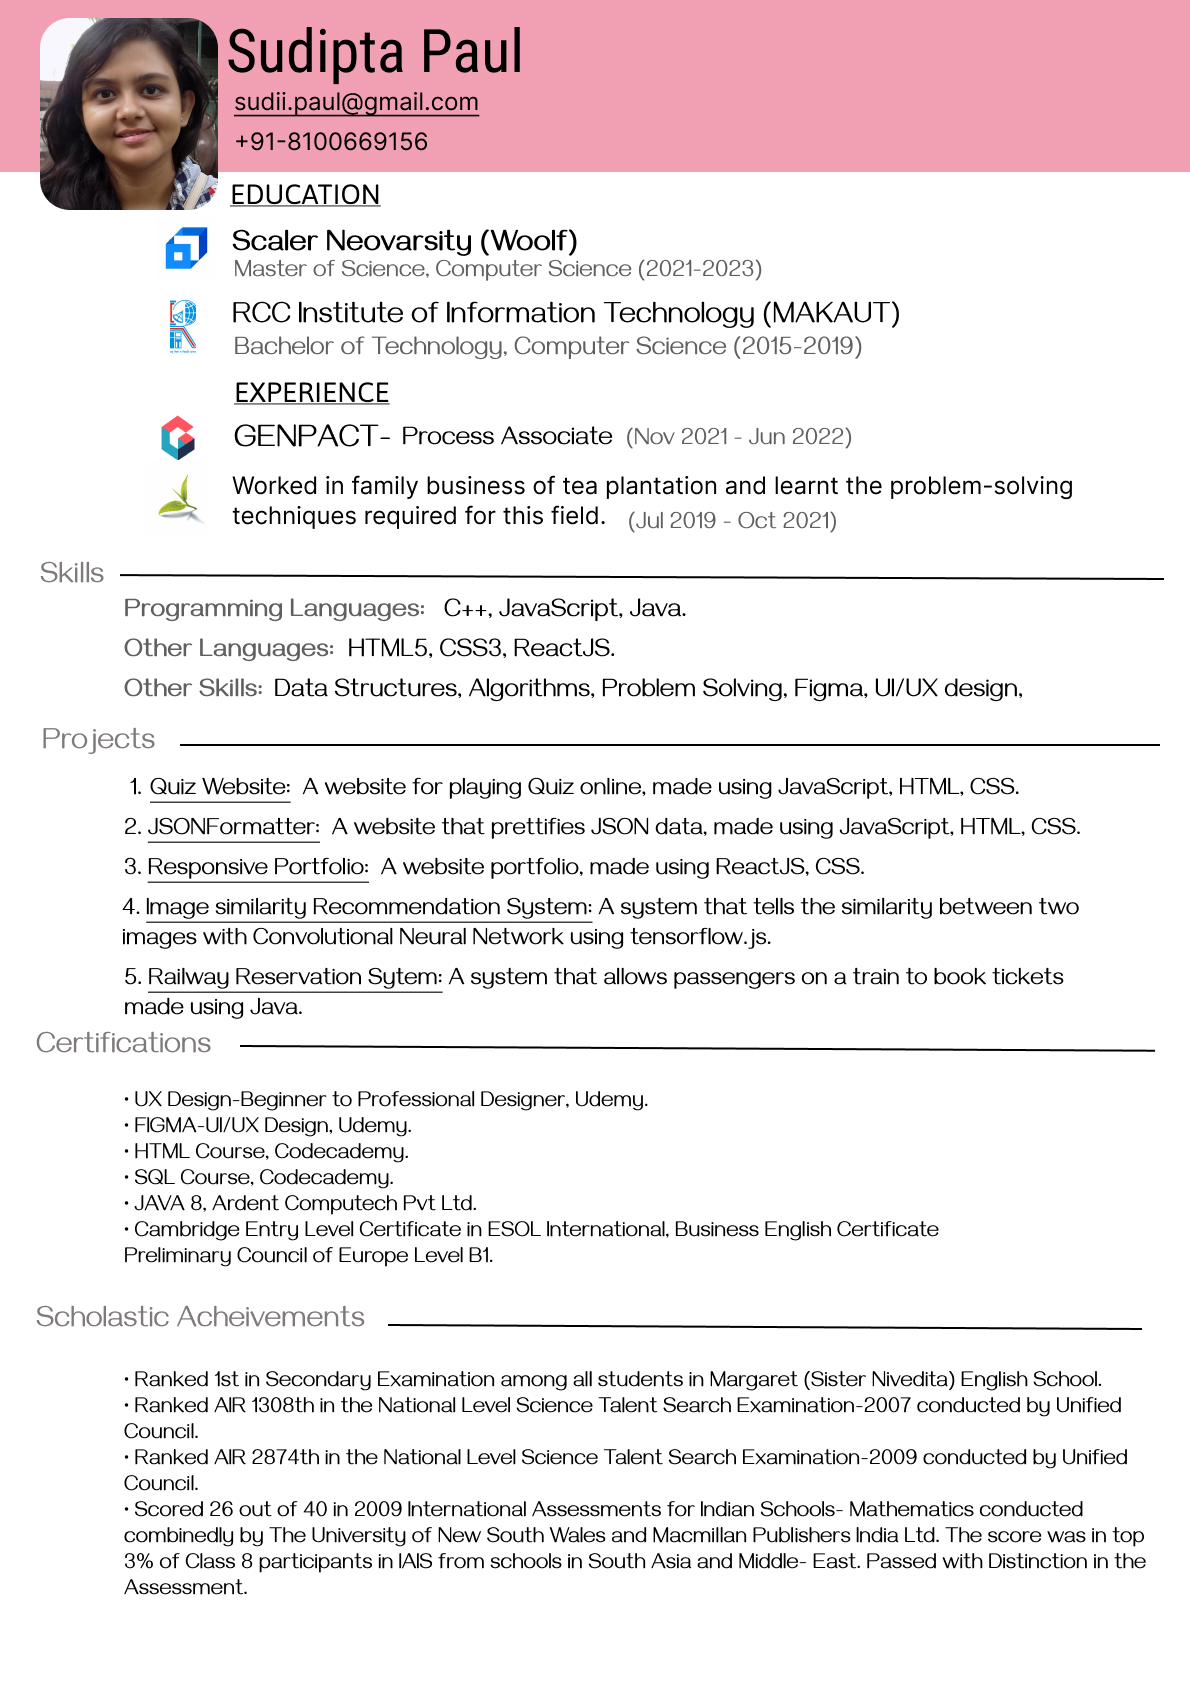 Sudipta Paul
sudii.paul@gmail.com
+91-8100669156
EDUCATION
Scaler Neovarsity (Woolf)
Master of Science, Computer Science (2021-2023)
RCC Institute of Information Technology (MAKAUT)
Bachelor of Technology, Computer Science (2015-2019)
EXPERIENCE
GENPACT- Process Associate (Nov 2021 - Jun 2022)
Worked in family business of tea plantation and learnt the problem-solving
techniques required for this field. (Jul 2019 - Oct 2021)
Skills
Programming Languages: C++, JavaScript, Java.
Other Languages: HTML5, CSS3, ReactJS.
Other Skills: Data Structures, Algorithms, Problem Solving, Figma, UI/UX design,
Projects
1. Quiz Website: A website for playing Quiz online, made using JavaScript, HTML, CSS.
2. JSONFormatter: A website that prettifies JSON data, made using JavaScript, HTML, CSS.
3. Responsive Portfolio: A website portfolio, made using ReactJS, CSS.
4. Image similarity Recommendation System: A system that tells the similarity between two
images with Convolutional Neural Network using tensorflow.js.
5. Railway Reservation Sytem: A system that allows passengers on a train to book tickets
made using Java.
Certifications
• UX Design-Beginner to Professional Designer, Udemy.
• FIGMA-UI/UX Design, Udemy.
• HTML Course, Codecademy.
• SQL Course, Codecademy.
• JAVA 8, Ardent Computech Pvt Ltd.
• Cambridge Entry Level Certificate in ESOL International, Business English Certificate
Preliminary Council of Europe Level B1.
Scholastic Acheivements
• Ranked 1st in Secondary Examination among all students in Margaret (Sister Nivedita) English School.
• Ranked AIR 1308th in the National Level Science Talent Search Examination-2007 conducted by Unified
Council.
• Ranked AIR 2874th in the National Level Science Talent Search Examination-2009 conducted by Unified
Council.
• Scored 26 out of 40 in 2009 International Assessments for Indian Schools- Mathematics conducted
combinedly by The University of New South Wales and Macmillan Publishers India Ltd. The score was in top
3% of Class 8 participants in IAIS from schools in South Asia and Middle- East. Passed with Distinction in the
Assessment.